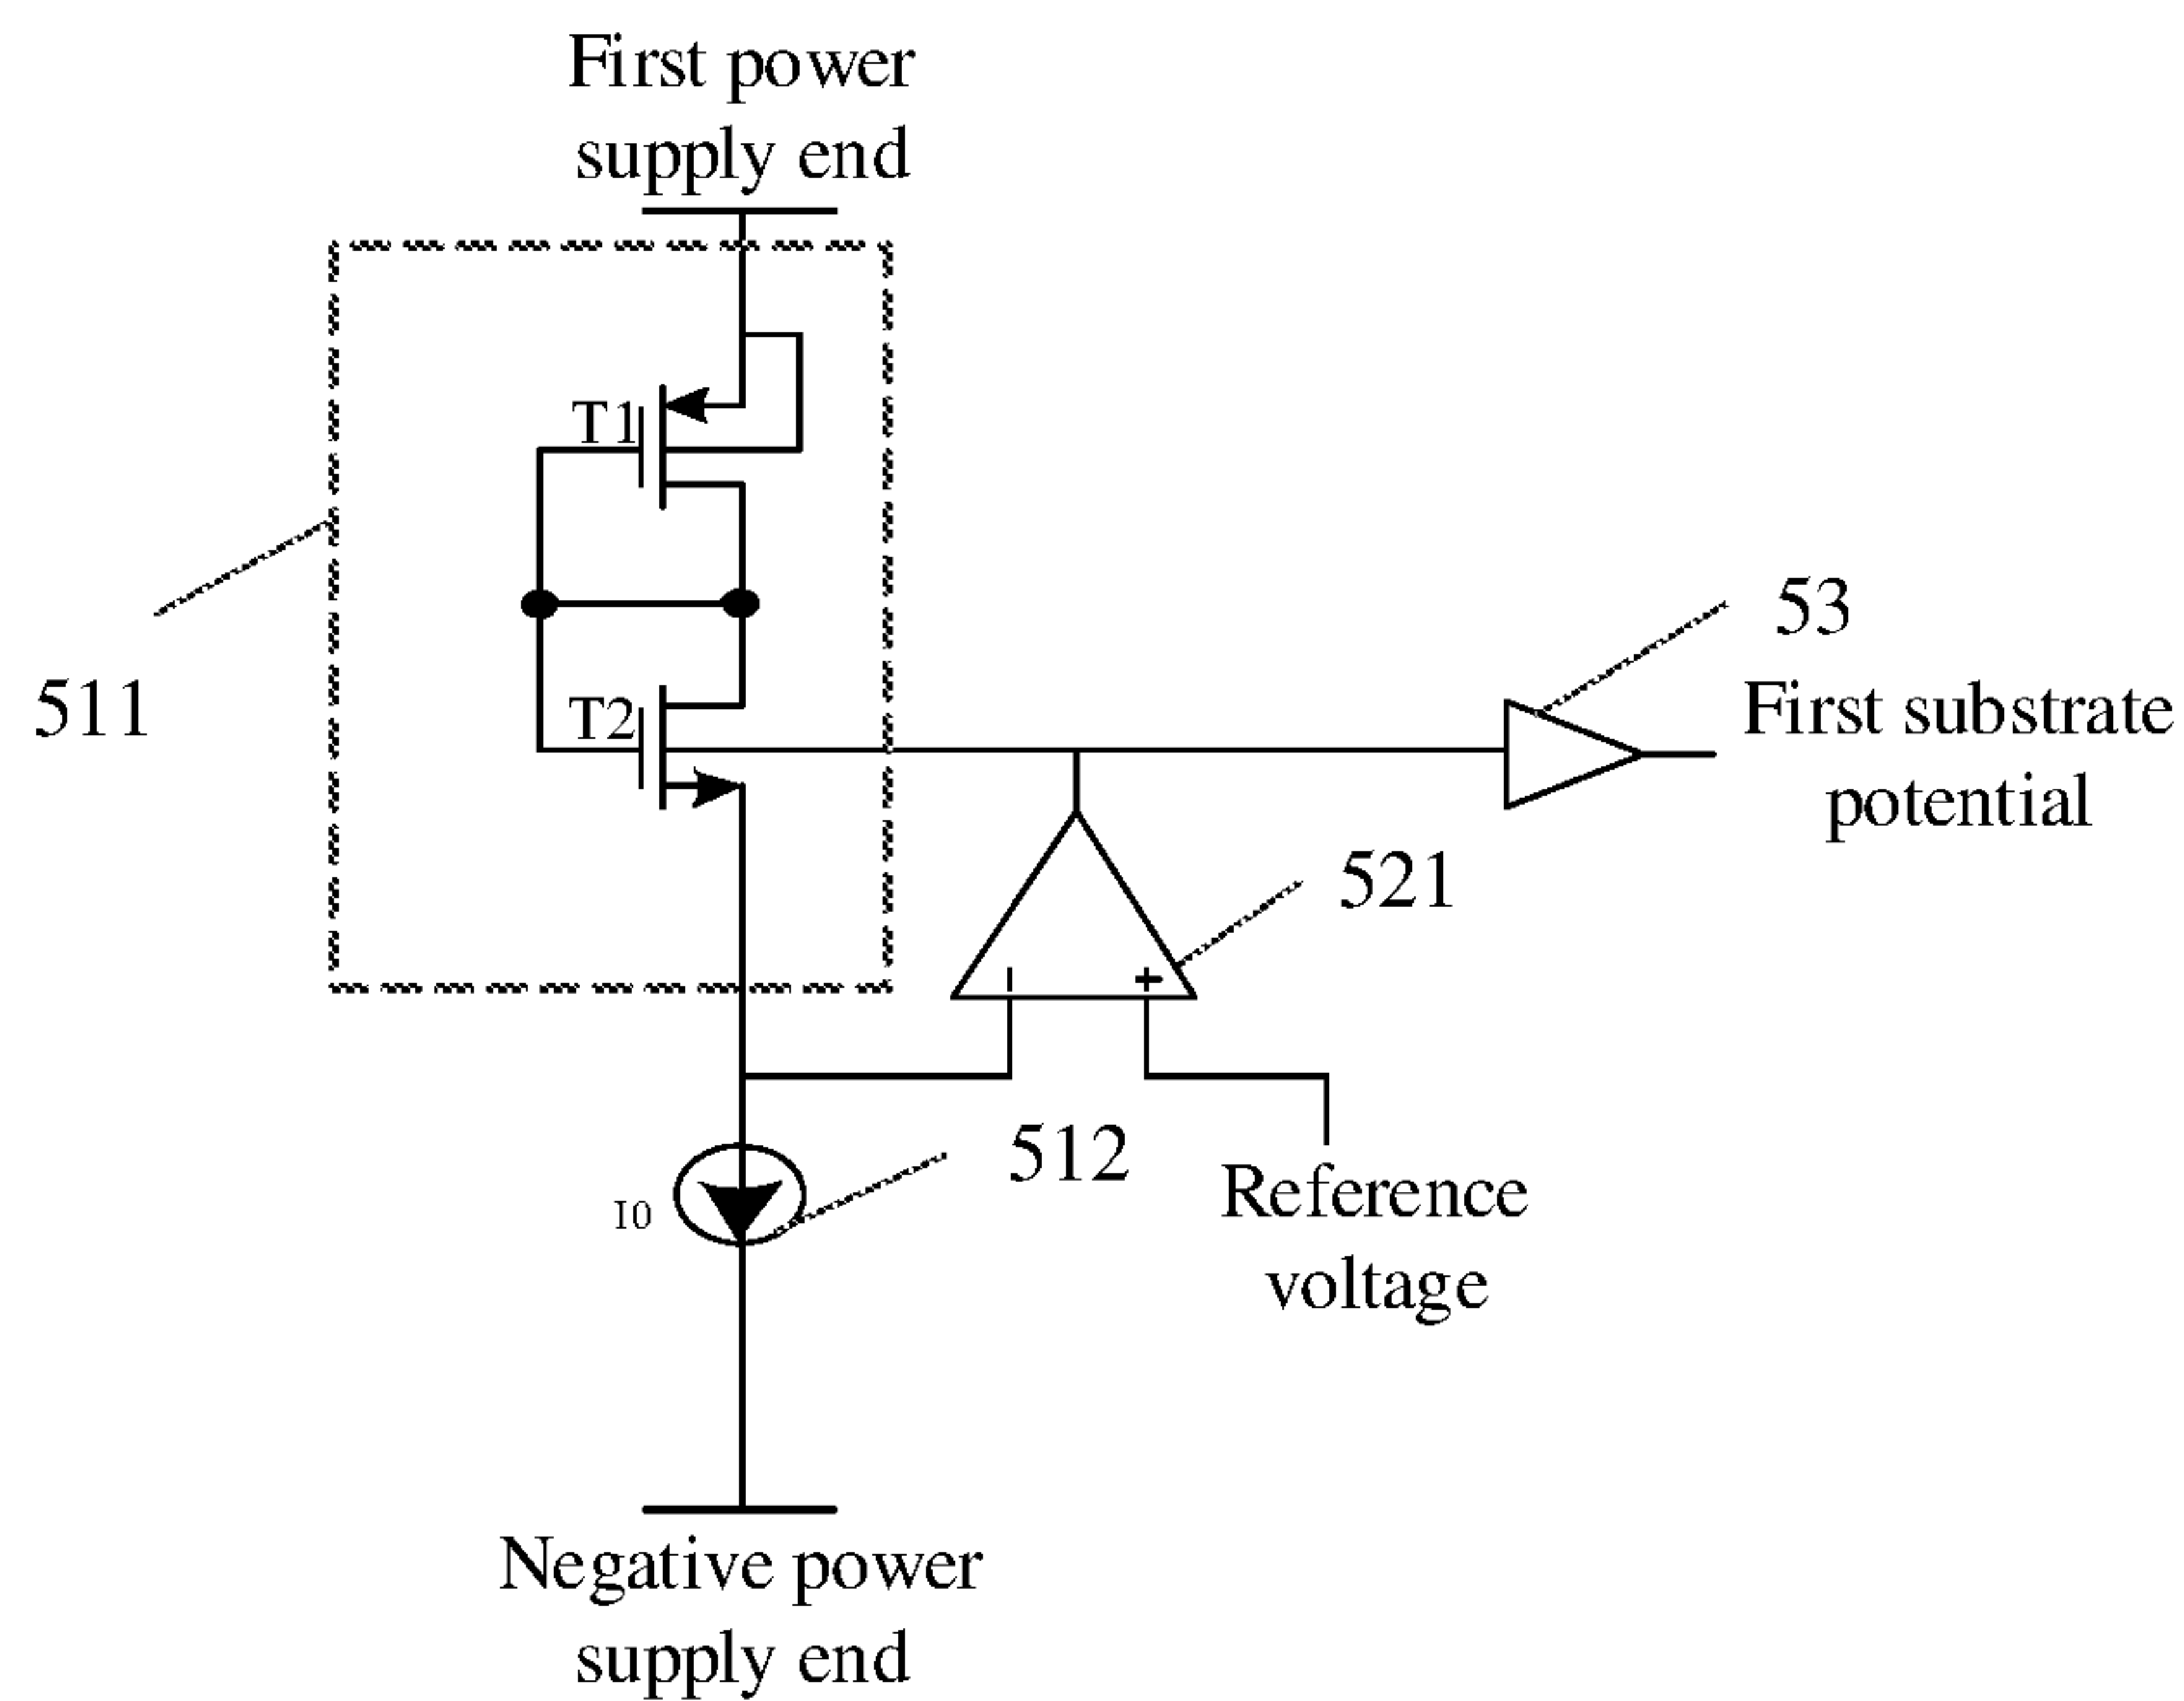 First power
supply end
T1
511
T2
53
First substrate
potential
521
−
+
512
I0
Reference
voltage
Negative power
supply end